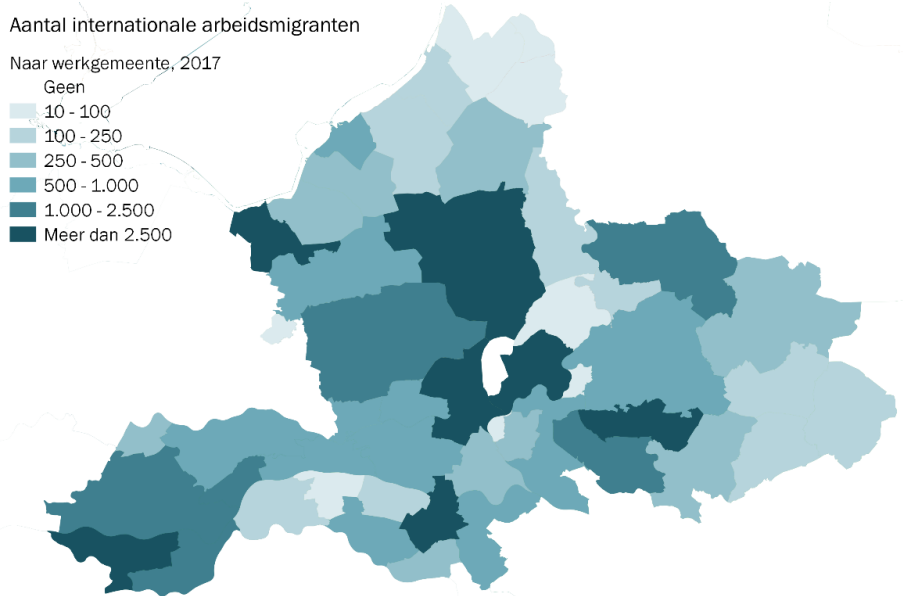 Aantal internationale arbeidsmigranten
Naar werkgemeente, 2017
Geen
10 - 100
100 - 250
250 - 500
500 - 1.000
1.000 - 2.500
Meer dan 2.500